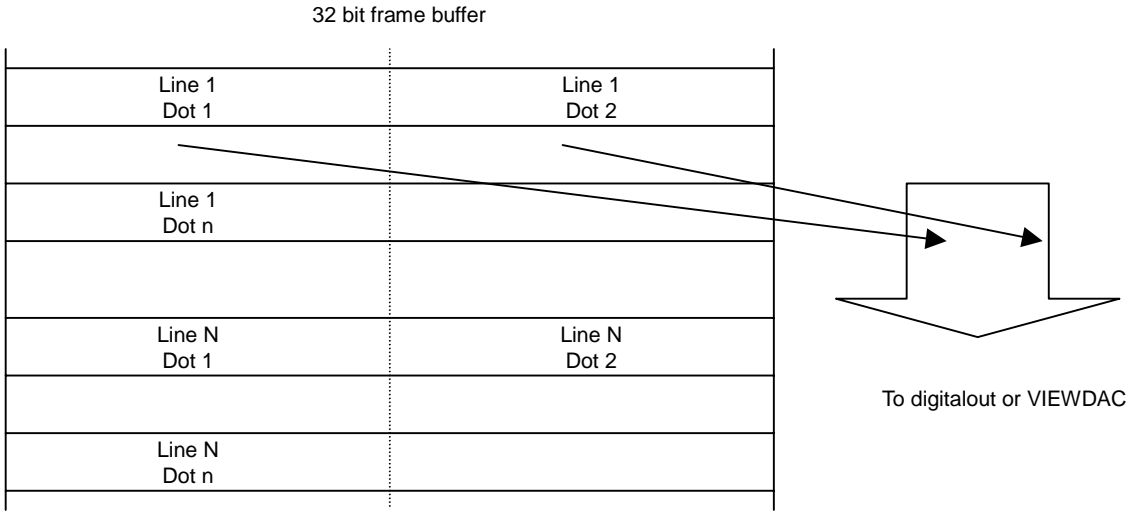 32 bit frame buffer
Line 1
Dot 1
Line 1
Dot 2
Line 1
Dot n
Line N
Dot 1
Line N
Dot 2
To digitalout or VIEWDAC
Line N
Dot n